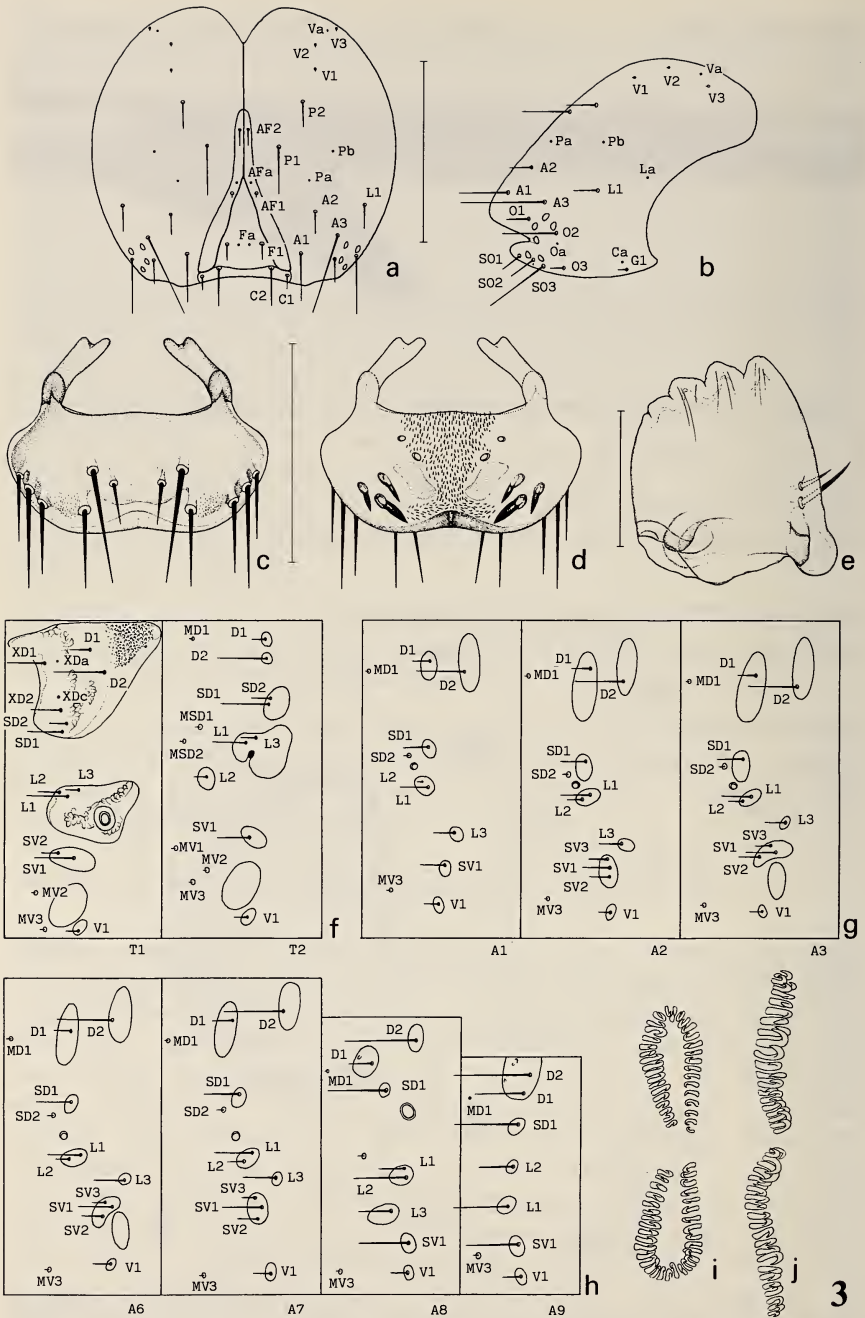 Va
V3
V2
V1
P2
AF2
P1
Pb
AFa
Pa
AF1
A2
L1
A3
Fa
A1
F1
C2
C1
a
V1
V2
Va
V3
Pa
Pb
A2
La
A1
L1
A3
O1
O2
Oa
SO1
SO2
SO3
O3
Ca
G1
b
c
d
e
D1
XD1
XDa
D2
XD2
XDc
SD2
SD1
L2
L3
L1
SV2
SV1
MV2
MV3
V1
T1
MD1
D1
D2
SD2
SD1
MSD1
L1
L3
MSD2
L2
SV1
MV1
MV2
MV3
T2
f
D1
MD1
D2
SD1
SD2
L2
L1
L3
SV1
MV3
V1
A1
D1
MD1
D2
SD1
SD2
L1
L2
L3
SV3
SV1
SV2
MV3
V1
A2
D1
MD1
D2
SD1
SD2
L1
L2
L3
SV3
SV1
SV2
MV3
V1
A3
g
D1
D2
MD1
SD1
SD2
L1
L2
L3
SV3
SV1
SV2
MV3
V1
A6
D1
D2
MD1
SD1
SD2
L1
L2
L3
SV3
SV1
SV2
MV3
V1
A7
D2
D1
MD1
SD1
L1
L2
L3
SV1
MV3
V1
A8
D2
D1
MD1
SD1
L2
L1
SV1
MV3
V1
A9
h
i
j
3